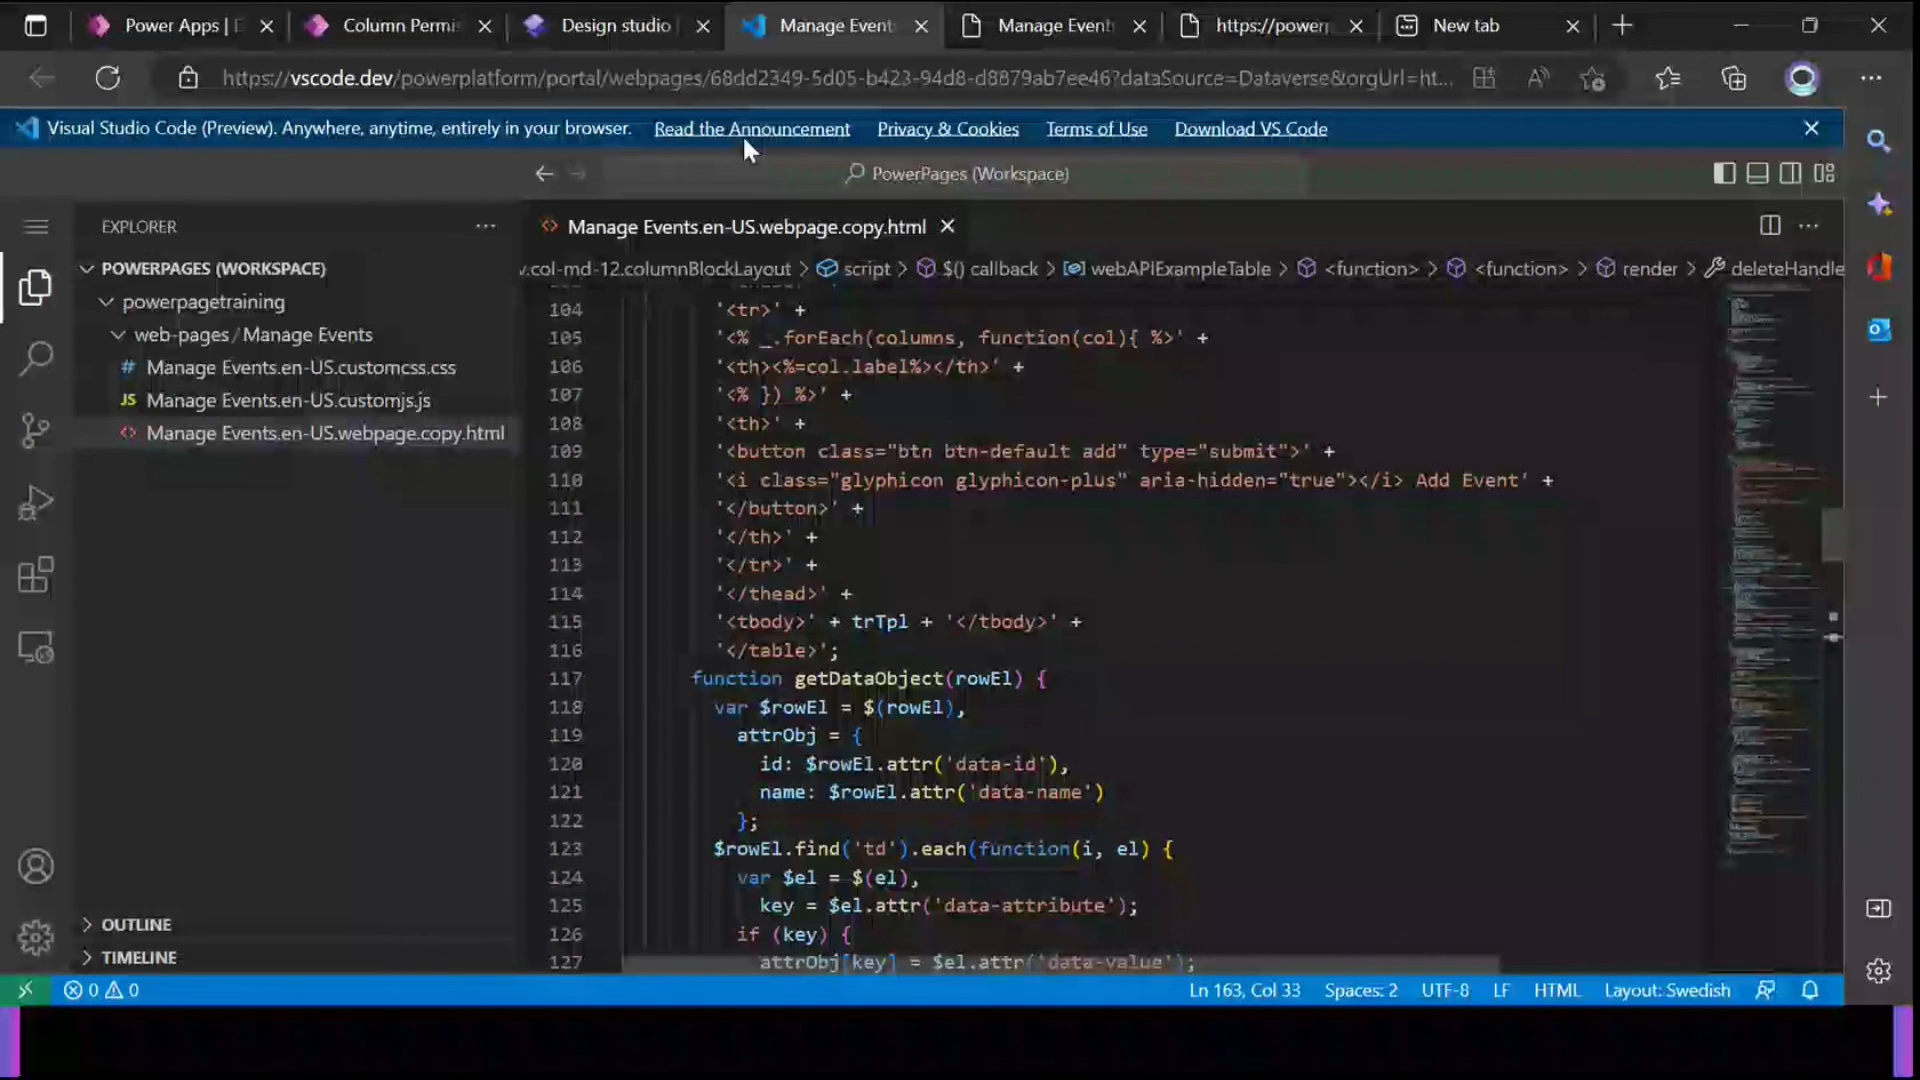 Power Apps | E
Column Permis
Design studio |
Manage Event
Manage Event
https://powerp
New tab
https://vscode.dev/powerplatform/portal/webpages/68dd2349-5d05-b423-94d8-d8879ab7ee46?dataSource=Dataverse&orgUrl=ht...
Visual Studio Code (Preview). Anywhere, anytime, entirely in your browser. Read the Announcement Privacy & Cookies Terms of Use Download VS Code
PowerPages (Workspace)
EXPLORER
Manage Events.en-US.webpage.copy.html
POWERPAGES (WORKSPACE)
v.col-md-12.columnBlockLayout > script > $() callback > webAPIExampleTable > <function> > <function> > render > deleteHandle
powerpagetraining
web-pages / Manage Events
# Manage Events.en-US.customcss.css
JS Manage Events.en-US.customjs.js
<> Manage Events.en-US.webpage.copy.html
OUTLINE
TIMELINE
104 '<tr>' +
105 '<% _.forEach(columns, function(col){ %>' +
106 '<th><%=col.label%></th>' +
107 '<% }) %>' +
108 '<th>' +
109 '<button class="btn btn-default add" type="submit">' +
110 '<i class="glyphicon glyphicon-plus" aria-hidden="true"></i> Add Event' +
111 '</button>' +
112 '</th>' +
113 '</tr>' +
114 '</thead>' +
115 '<tbody>' + trTpl + '</tbody>' +
116 '</table>';
117 function getDataObject(rowEl) {
118 var $rowEl = $(rowEl),
119 attrObj = {
120 id: $rowEl.attr('data-id'),
121 name: $rowEl.attr('data-name')
122 };
123 $rowEl.find('td').each(function(i, el) {
124 var $el = $(el),
125 key = $el.attr('data-attribute');
126 if (key) {
127 attrObj[key] = $el.attr('data-value');
0 0 Ln 163, Col 33 Spaces: 2 UTF-8 LF HTML Layout: Swedish